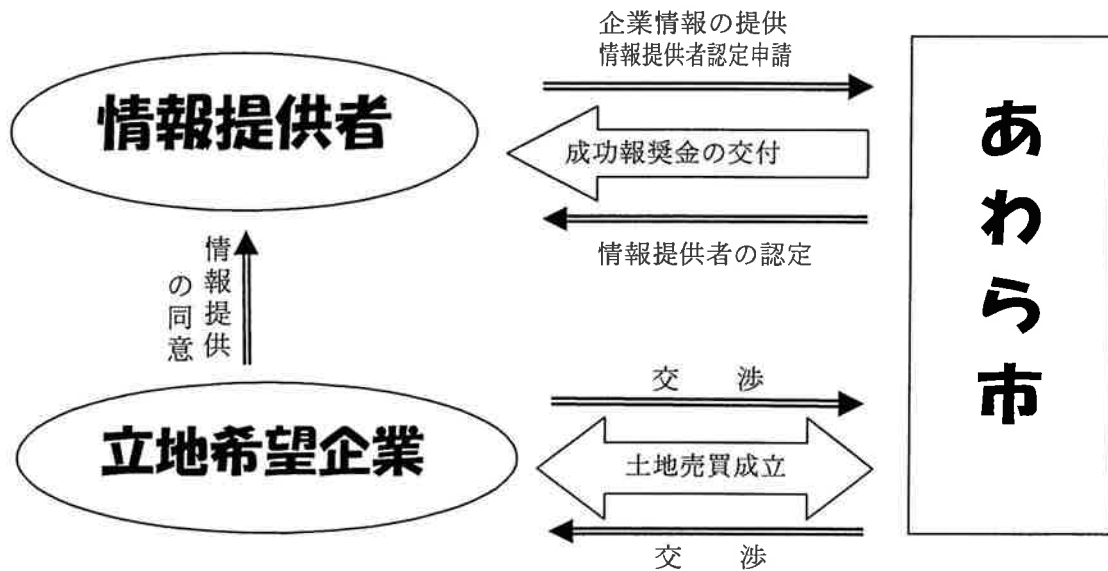 企業情報の提供
情報提供者認定申請
情報提供者
成功報奨金の交付
情報提供者の認定
情報提供
の同意
交　　渉
立地希望企業
土地売買成立
交　　渉
あわら市